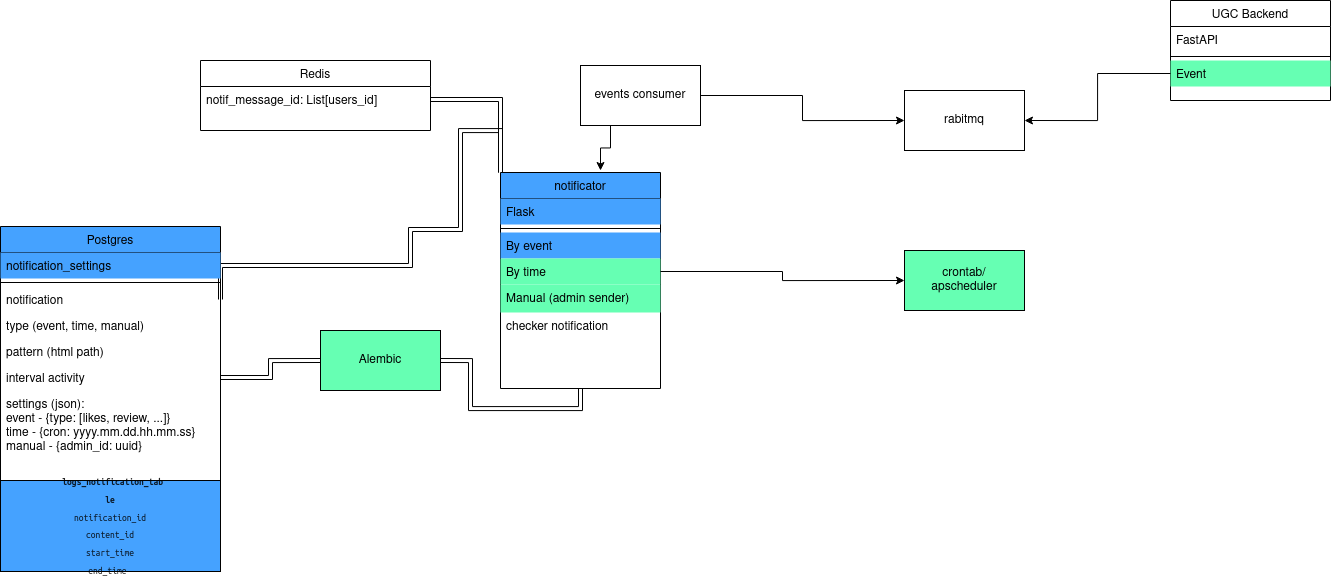 UGC Backend
FastAPI
Event
Redis
notif_message_id: List[users_id]
events consumer
rabitmq
notificator
Flask
By event
By time
Manual (admin sender)
checker notification
crontab/
apscheduler
Postgres
notification_settings
notification
type (event, time, manual)
pattern (html path)
interval activity
settings (json):
event - {type: [likes, review, ...]}
time - {cron: yyyy.mm.dd.hh.mm.ss}
manual - {admin_id: uuid}
Alembic
logs_notification_tab
le
notification_id
content_id
start_time
end_time